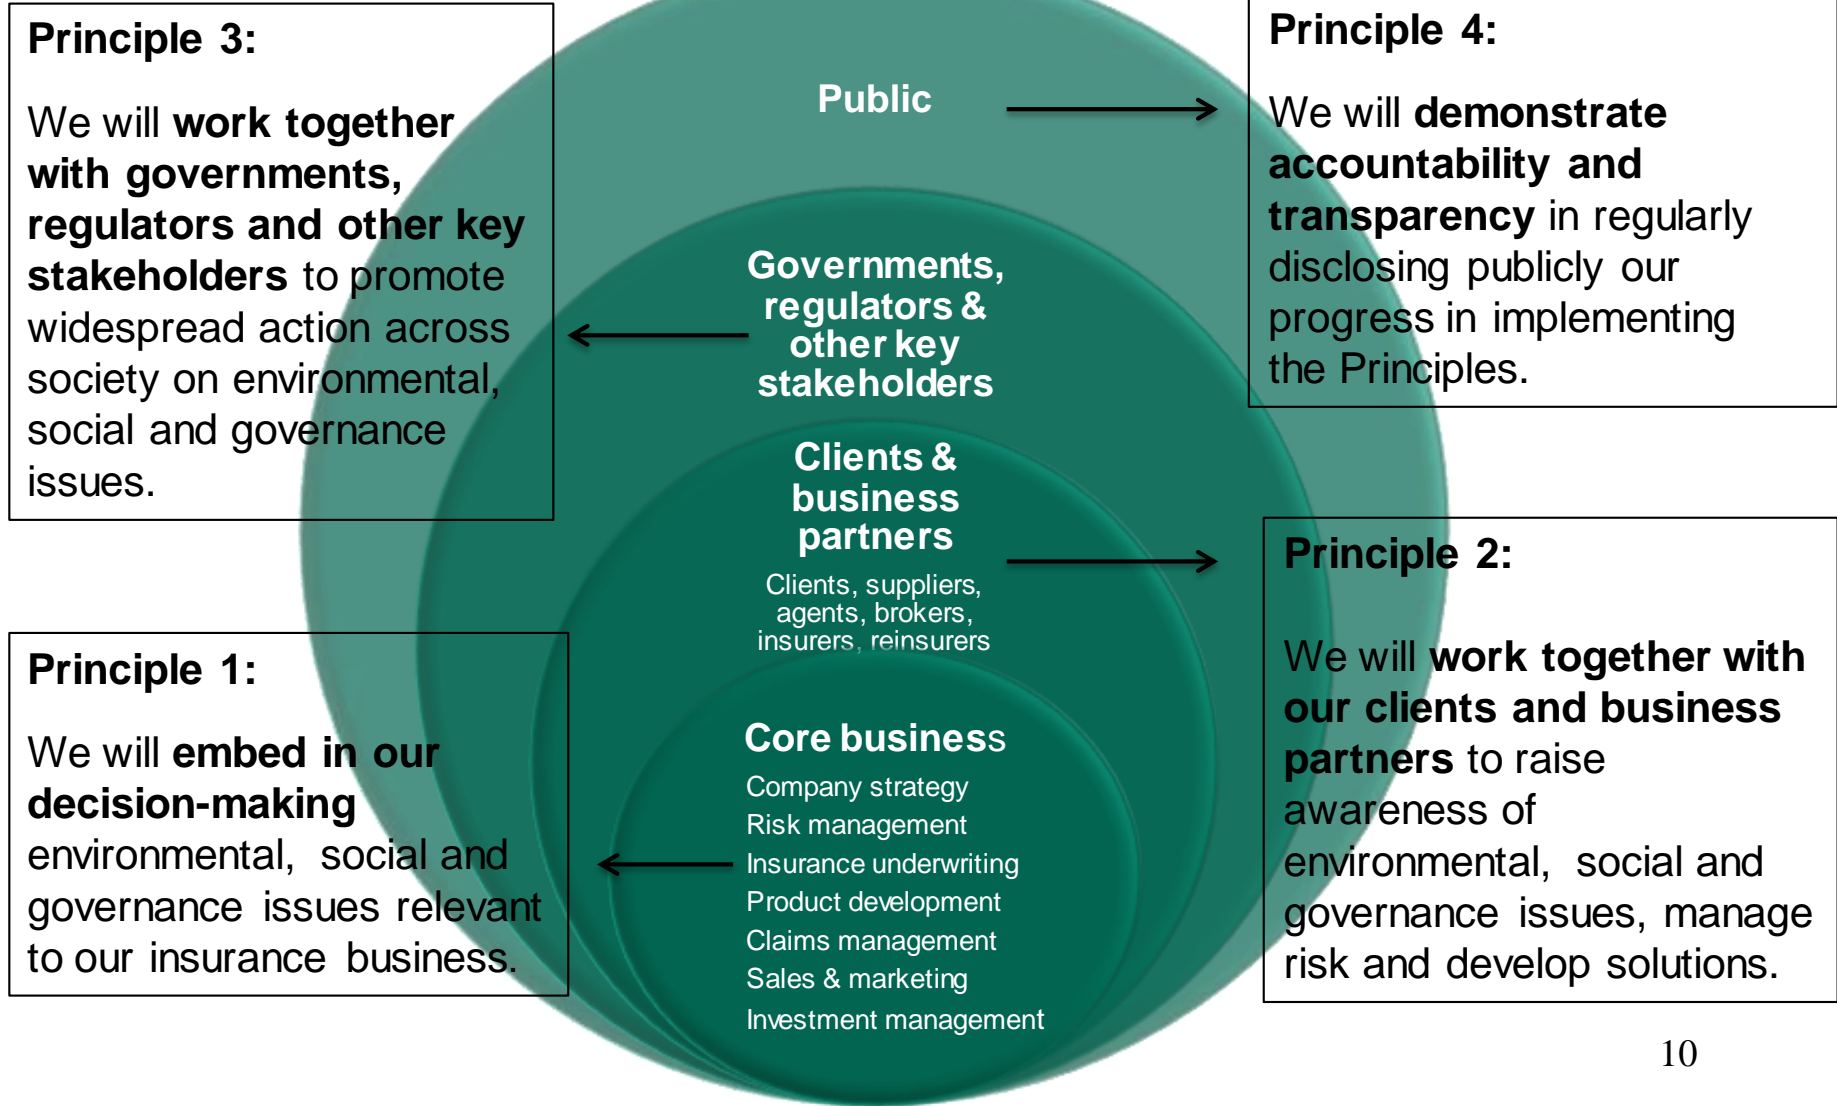 Principle 3:
We will work together
with governments,
regulators and other key
stakeholders to promote
widespread action across
society on environmental,
social and governance
issues.
Public
Principle 4:
We will demonstrate
accountability and
transparency in regularly
disclosing publicly our
progress in implementing
the Principles.
Governments,
regulators &
other key
stakeholders
Clients &
business
partners
Clients, suppliers,
agents, brokers,
insurers, reinsurers
Principle 2:
We will work together with
our clients and business
partners to raise
awareness of
environmental, social and
governance issues, manage
risk and develop solutions.
Principle 1:
We will embed in our
decision-making
environmental, social and
governance issues relevant
to our insurance business.
Core business
Company strategy
Risk management
Insurance underwriting
Product development
Claims management
Sales & marketing
Investment management
10